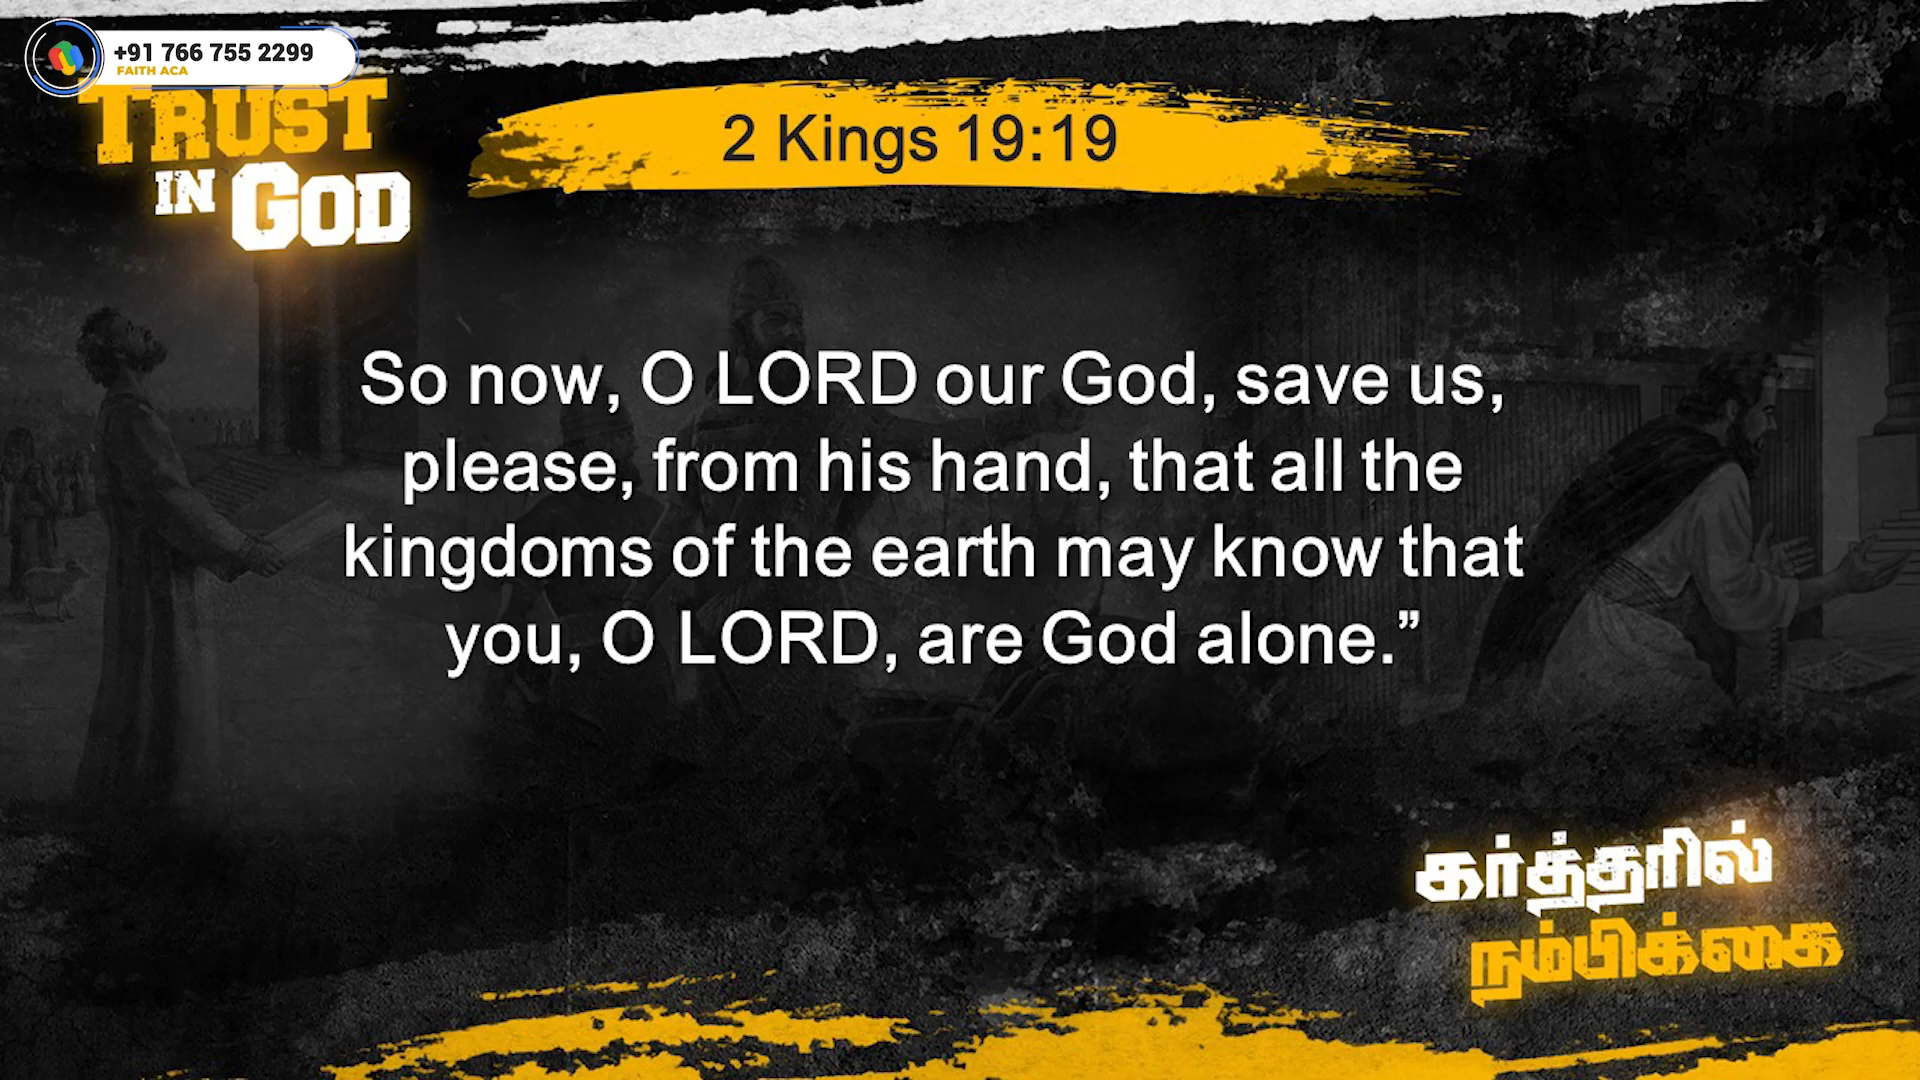 +91 766 755 2299
FAITH ACA
TRUST
IN GOD
2 Kings 19:19
So now, O LORD our God, save us,
please, from his hand, that all the
kingdoms of the earth may know that
you, O LORD, are God alone.”
கர்த்தரில்
நம்பிக்கை